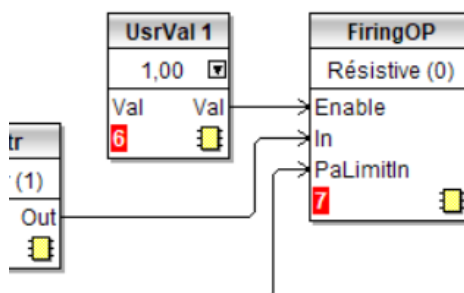 UsrVal 1
1,00
Val Val
6
FiringOP
Résistive (0)
Enable
In
PaLimitIn
7
tr
(1)
Out